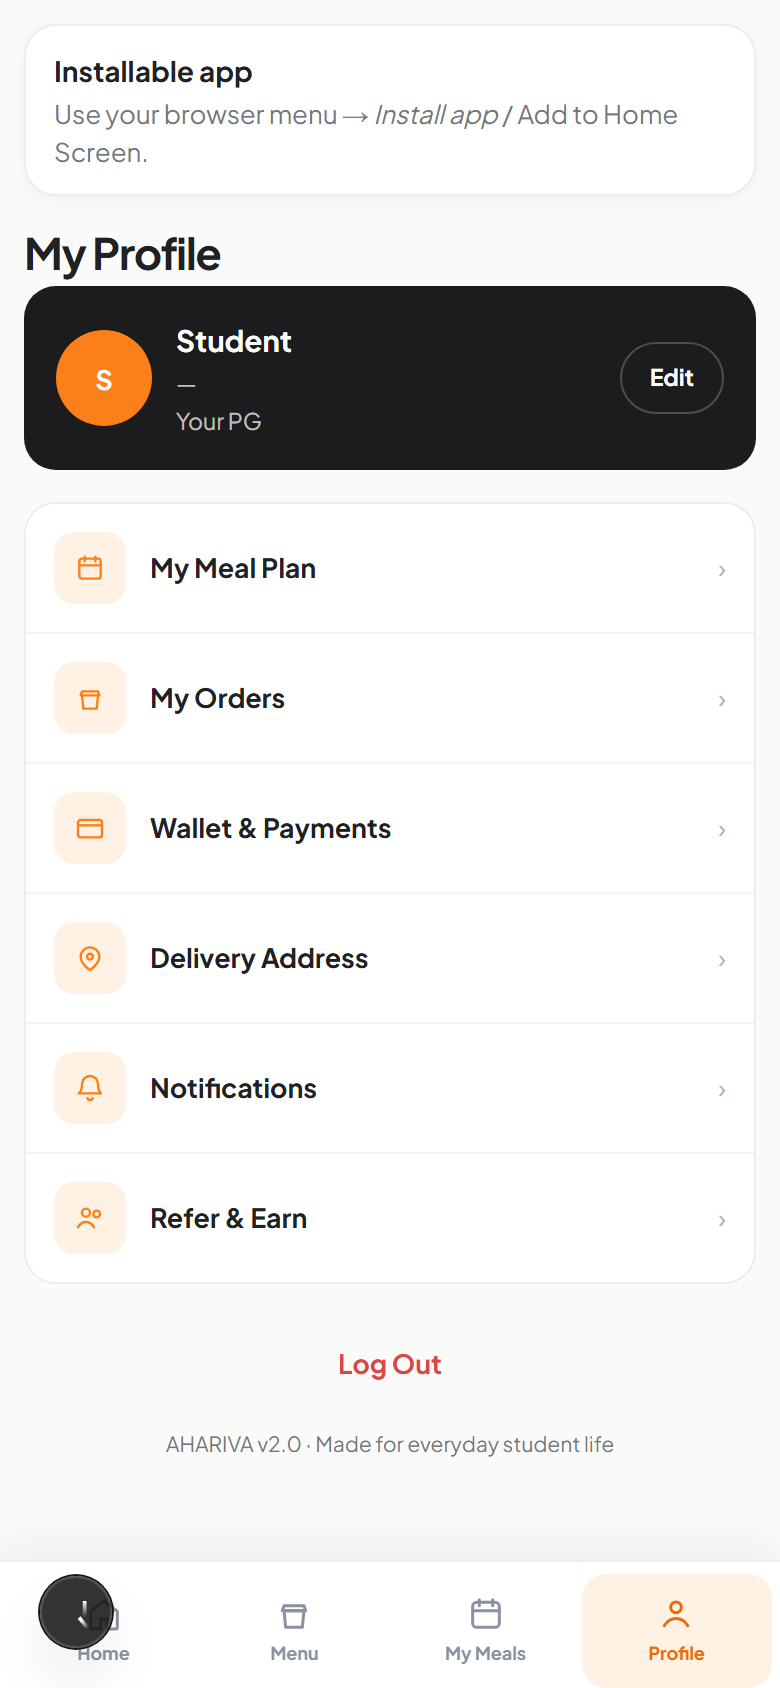 Installable app
Use your browser menu → Install app / Add to Home
Screen.
My Profile
S
Student
—
Your PG
Edit
My Meal Plan
My Orders
Wallet & Payments
Delivery Address
Notifications
Refer & Earn
Log Out
AHARIVA v2.0 · Made for everyday student life
Home
Menu
My Meals
Profile